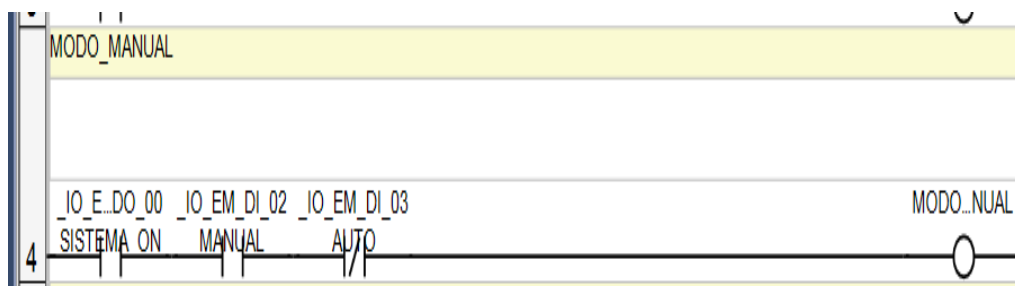 MODO_MANUAL
_IO_E...DO_00 _IO_EM_DI_02 _IO_EM_DI_03 MODO...NUAL
SISTEMA_ON MANUAL AUTO
4